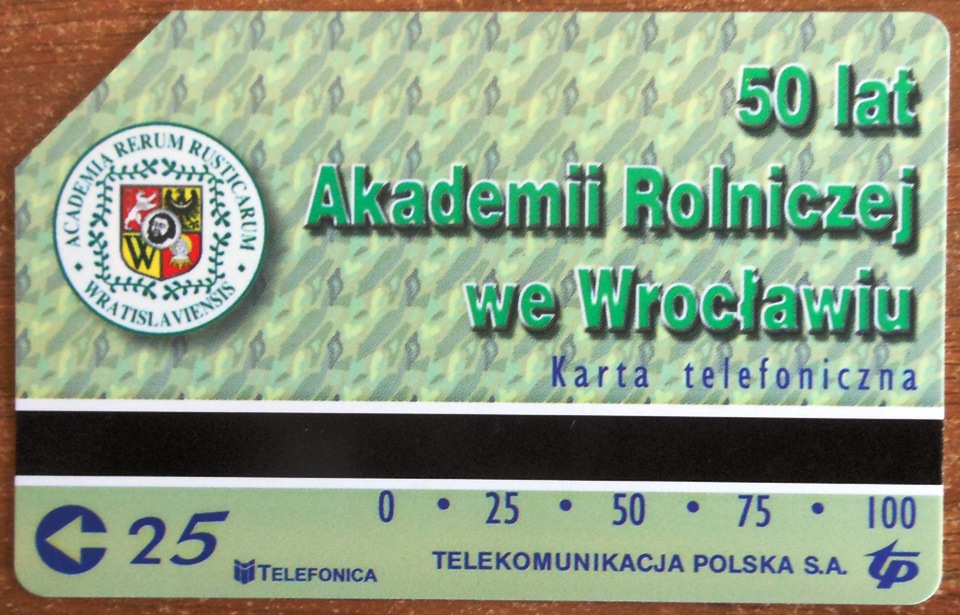 50 lat
Akademii Rolniczej
we Wrocławiu
Karta telefoniczna
ACADEMIA RERUM RUSTICARUM
• WRATISLAVIENSIS •
W
0 • 25 • 50 • 75 • 100
25
TELEFONICA
TELEKOMUNIKACJA POLSKA S.A.
tp